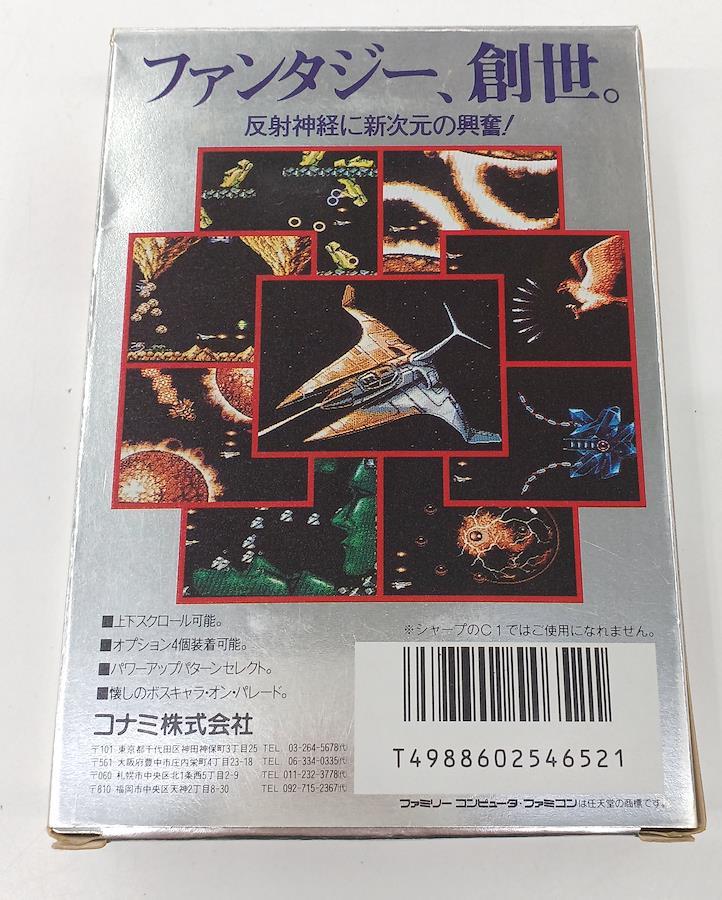 ファンタジー、創世。
反射神経に新次元の興奮!
■上下スクロール可能。
■オプション4個装着可能。
■パワーアップパターンセレクト。
■懐しのボスキャラ・オン・パレード。
※シャープのC1ではご使用になれません。
コナミ株式会社
〒101 東京都千代田区神田神保町3丁目25 TEL 03-264-5678代
〒561 大阪府豊中市庄内栄町4丁目23-18 TEL 06-334-0335代
〒060 札幌市中央区北1条西5丁目2-9 TEL 011-232-3778代
〒810 福岡市中央区天神2丁目8-30 TEL 092-715-2367代
T4988602546521
ファミリーコンピュータ・ファミコンは任天堂の商標です。